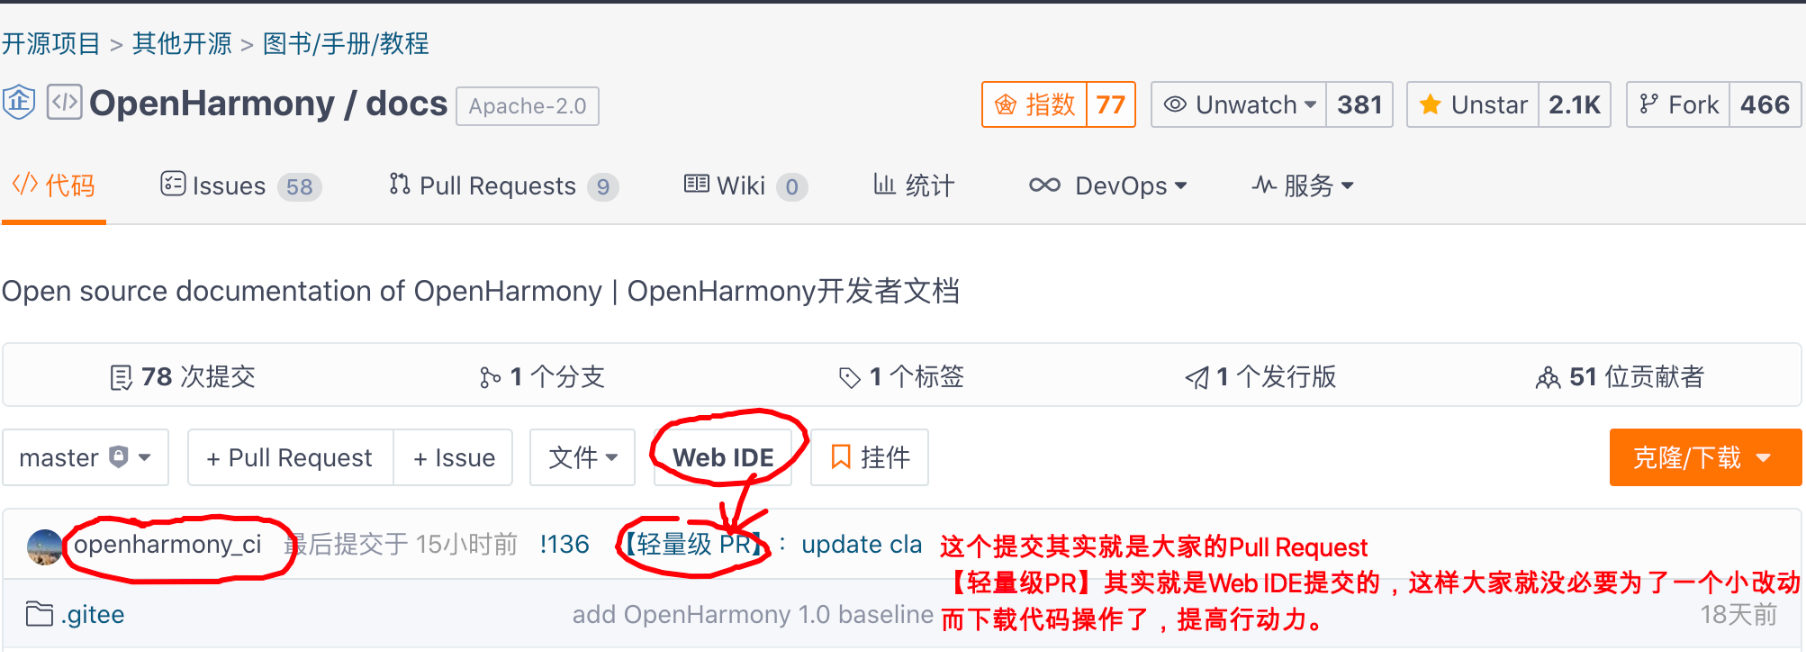 开源项目 > 其他开源 > 图书/手册/教程
企 </> OpenHarmony / docs Apache-2.0 指数 77 Unwatch 381 Unstar 2.1K Fork 466
</> 代码 Issues 58 Pull Requests 9 Wiki 0 统计 DevOps 服务
Open source documentation of OpenHarmony | OpenHarmony开发者文档
78 次提交 1 个分支 1 个标签 1 个发行版 51 位贡献者
master + Pull Request + Issue 文件 Web IDE 挂件 克隆/下载
openharmony_ci 最后提交于 15小时前 !136 【轻量级 PR】： update cla 这个提交其实就是大家的Pull Request
【轻量级PR】其实就是Web IDE提交的，这样大家就没必要为了一个小改动
.gitee add OpenHarmony 1.0 baseline 而下载代码操作了，提高行动力。 18天前